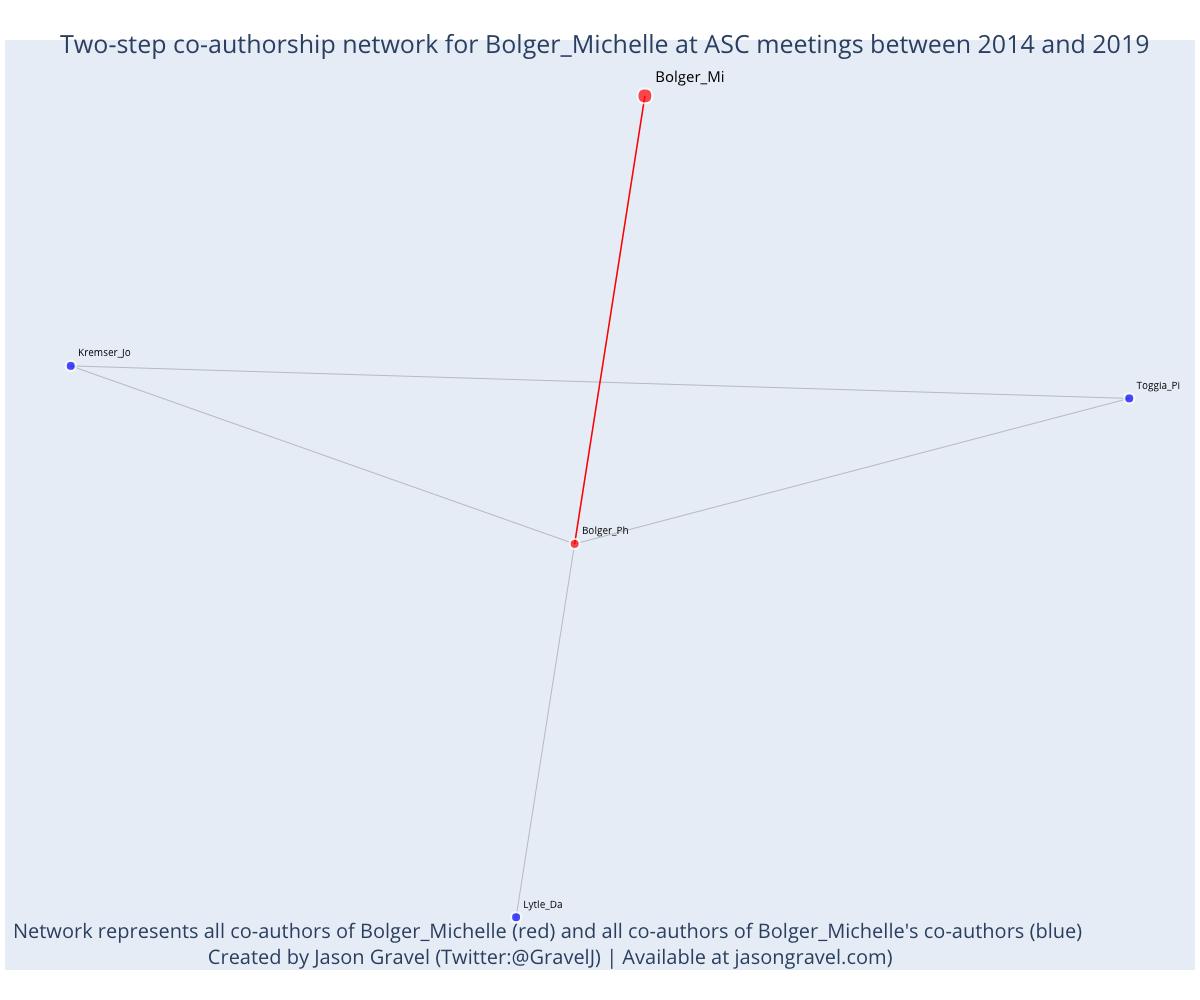 Two-step co-authorship network for Bolger_Michelle at ASC meetings between 2014 and 2019
Bolger_Mi
Kremser_Jo
Toggia_Pi
Bolger_Ph
Lytle_Da
Network represents all co-authors of Bolger_Michelle (red) and all co-authors of Bolger_Michelle's co-authors (blue)
Created by Jason Gravel (Twitter:@GravelJ) | Available at jasongravel.com)